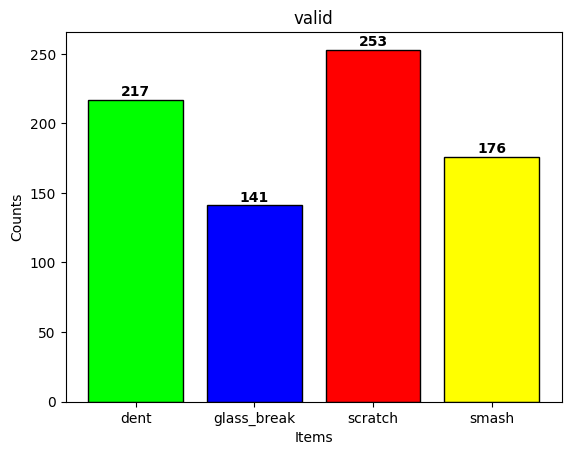 valid
Counts
250
200
150
100
50
0
217
141
253
176
dent glass_break scratch smash
Items